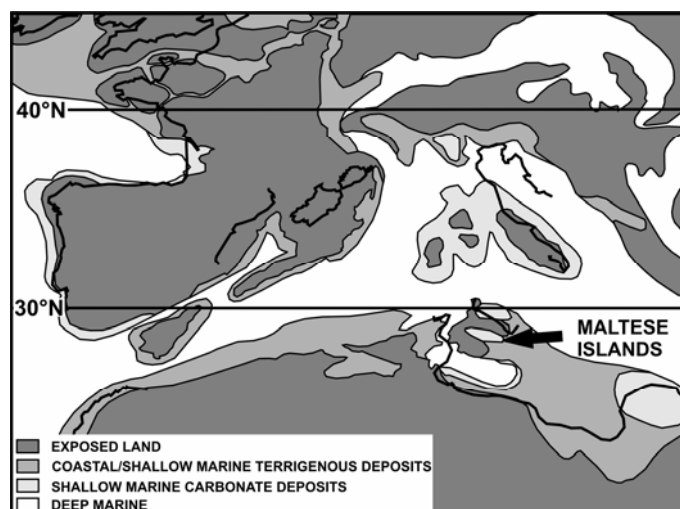 40°N
30°N
MALTESE
ISLANDS
EXPOSED LAND
COASTAL/SHALLOW MARINE TERRIGENOUS DEPOSITS
SHALLOW MARINE CARBONATE DEPOSITS
DEEP MARINE